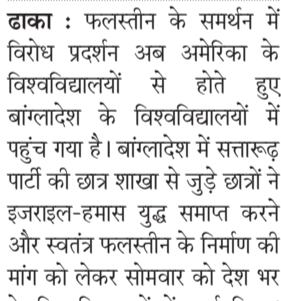 ढाका : फलस्तीन के समर्थन में
विरोध प्रदर्शन अब अमेरिका के
विश्वविद्यालयों से होते हुए
बांग्लादेश के विश्वविद्यालयों में
पहुंच गया है। बांग्लादेश में सत्तारूढ़
पार्टी की छात्र शाखा से जुड़े छात्रों ने
इजराइल-हमास युद्ध समाप्त करने
और स्वतंत्र फलस्तीन के निर्माण की
मांग को लेकर सोमवार को देश भर